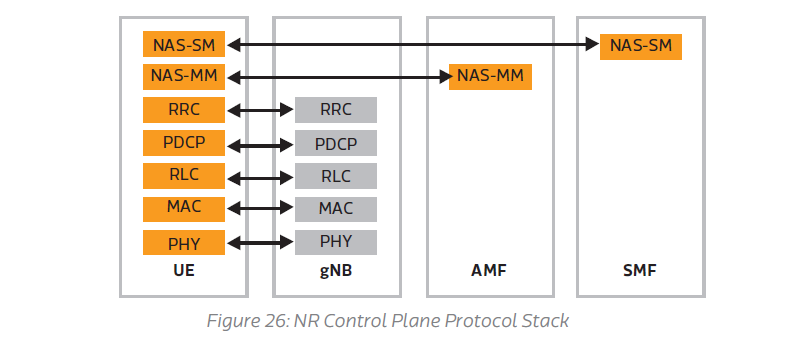 NAS-SM NAS-SM
NAS-MM NAS-MM
RRC RRC
PDCP PDCP
RLC RLC
MAC MAC
PHY PHY
UE gNB AMF SMF
Figure 26: NR Control Plane Protocol Stack